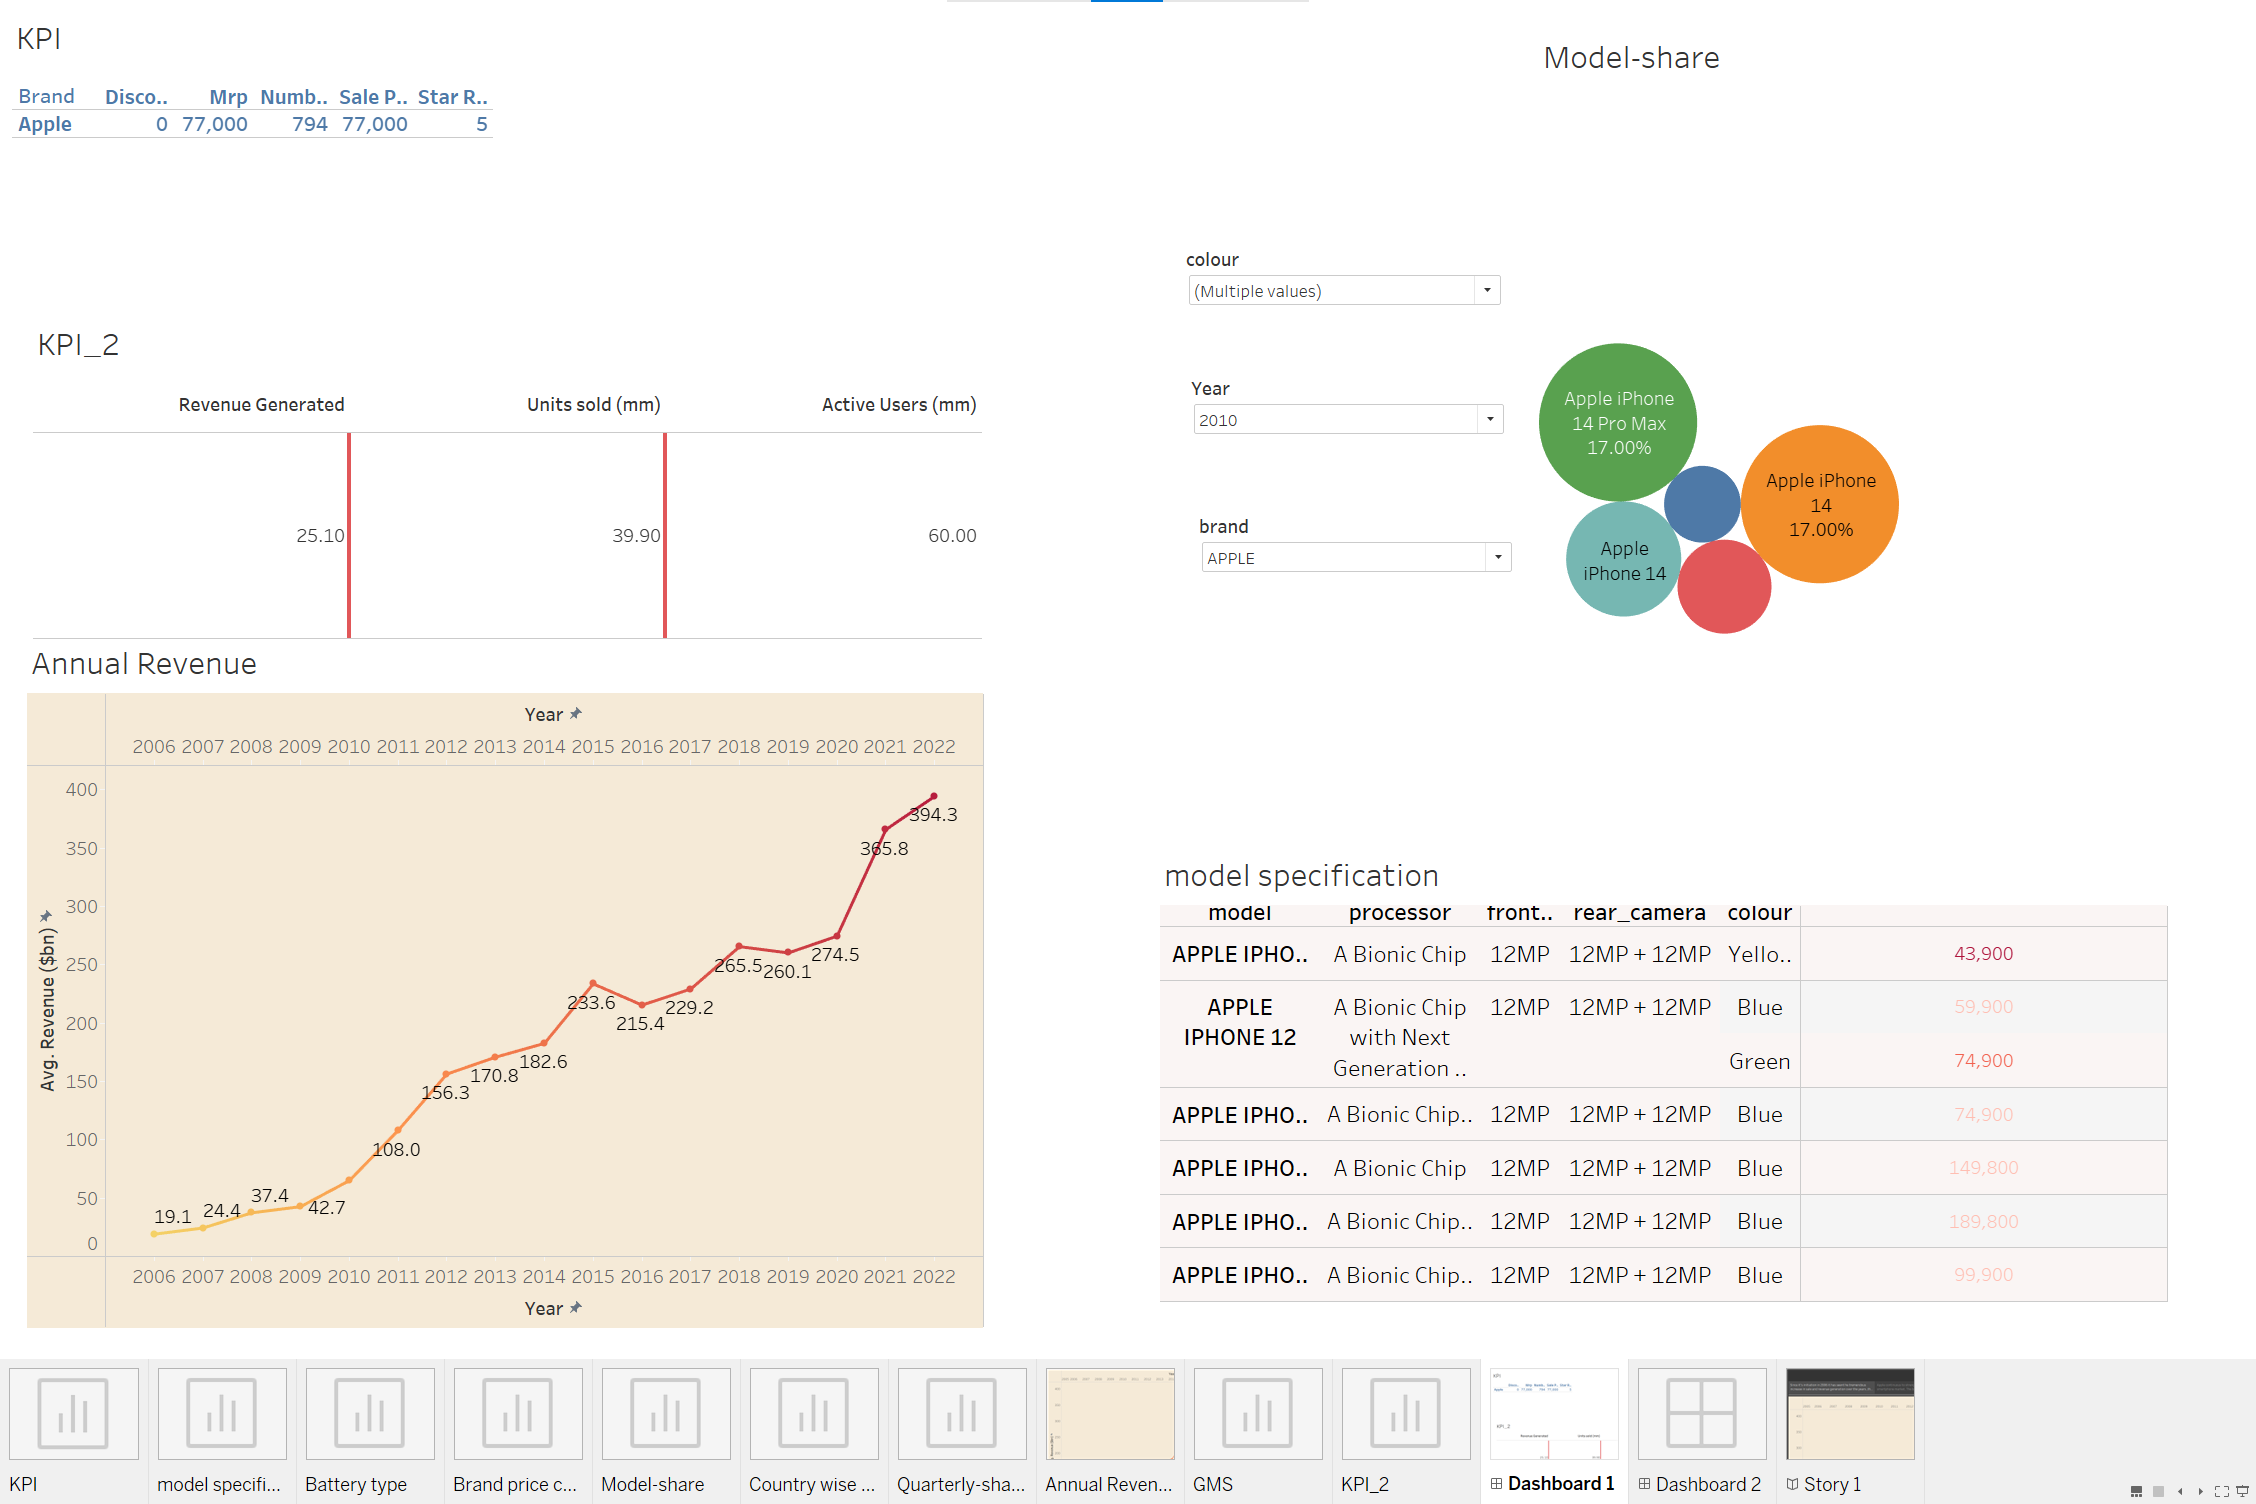 KPI
Brand Disco.. Mrp Numb.. Sale P.. Star R..
Apple 0 77,000 794 77,000 5
KPI_2
Revenue Generated Units sold (mm) Active Users (mm)
25.10 39.90 60.00
Annual Revenue
Year
2006 2007 2008 2009 2010 2011 2012 2013 2014 2015 2016 2017 2018 2019 2020 2021 2022
Avg. Revenue ($bn)
400
350
300
250
200
150
100
50
0
19.1
24.4
37.4
42.7
108.0
156.3
170.8
182.6
233.6
215.4
229.2
265.5
260.1
274.5
365.8
394.3
2006 2007 2008 2009 2010 2011 2012 2013 2014 2015 2016 2017 2018 2019 2020 2021 2022
Year
Model-share
colour
(Multiple values)
Year
2010
brand
APPLE
Apple iPhone
14 Pro Max
17.00%
Apple iPhone
14
17.00%
Apple
iPhone 14
model specification
model processor front.. rear_camera colour
APPLE IPHO.. A Bionic Chip 12MP 12MP + 12MP Yello.. 43,900
APPLE A Bionic Chip 12MP 12MP + 12MP Blue 59,900
IPHONE 12 with Next
Generation .. Green 74,900
APPLE IPHO.. A Bionic Chip.. 12MP 12MP + 12MP Blue 74,900
APPLE IPHO.. A Bionic Chip 12MP 12MP + 12MP Blue 149,800
APPLE IPHO.. A Bionic Chip.. 12MP 12MP + 12MP Blue 189,800
APPLE IPHO.. A Bionic Chip.. 12MP 12MP + 12MP Blue 99,900
KPI
model specifi...
Battery type
Brand price c...
Model-share
Country wise ...
Quarterly-sha...
Annual Reven...
GMS
KPI_2
Dashboard 1
Dashboard 2
Story 1